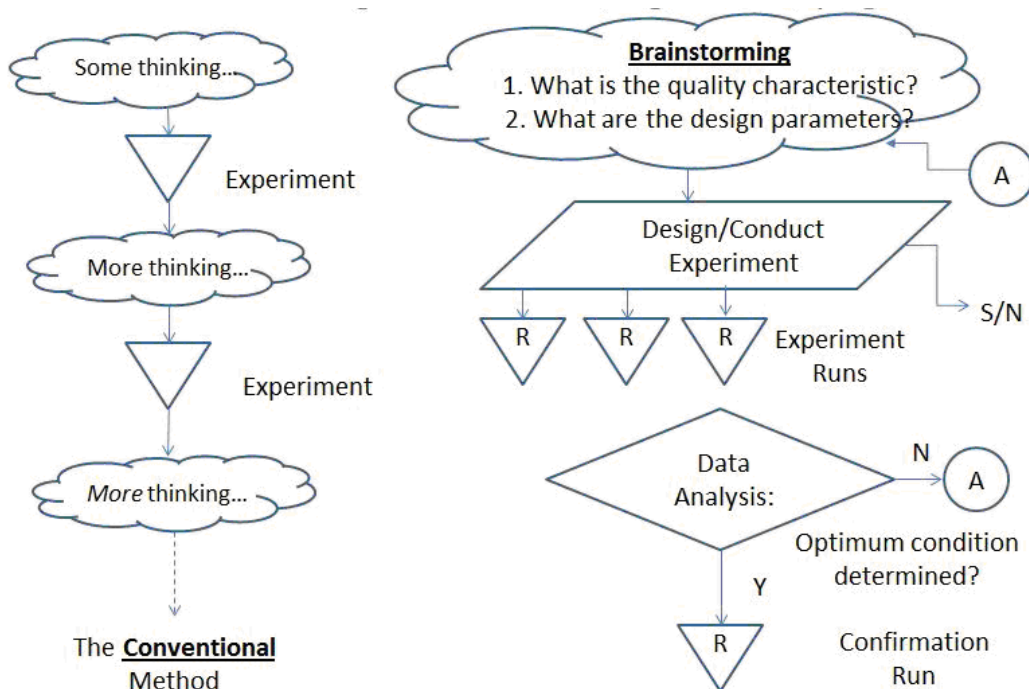 Some thinking…
Experiment
More thinking…
Experiment
More thinking…
The Conventional
Method
Brainstorming
1. What is the quality characteristic?
2. What are the design parameters?
A
Design/Conduct
Experiment
S/N
R
R
R
Experiment
Runs
Data
Analysis:
N
A
Optimum condition
determined?
Y
R
Confirmation
Run